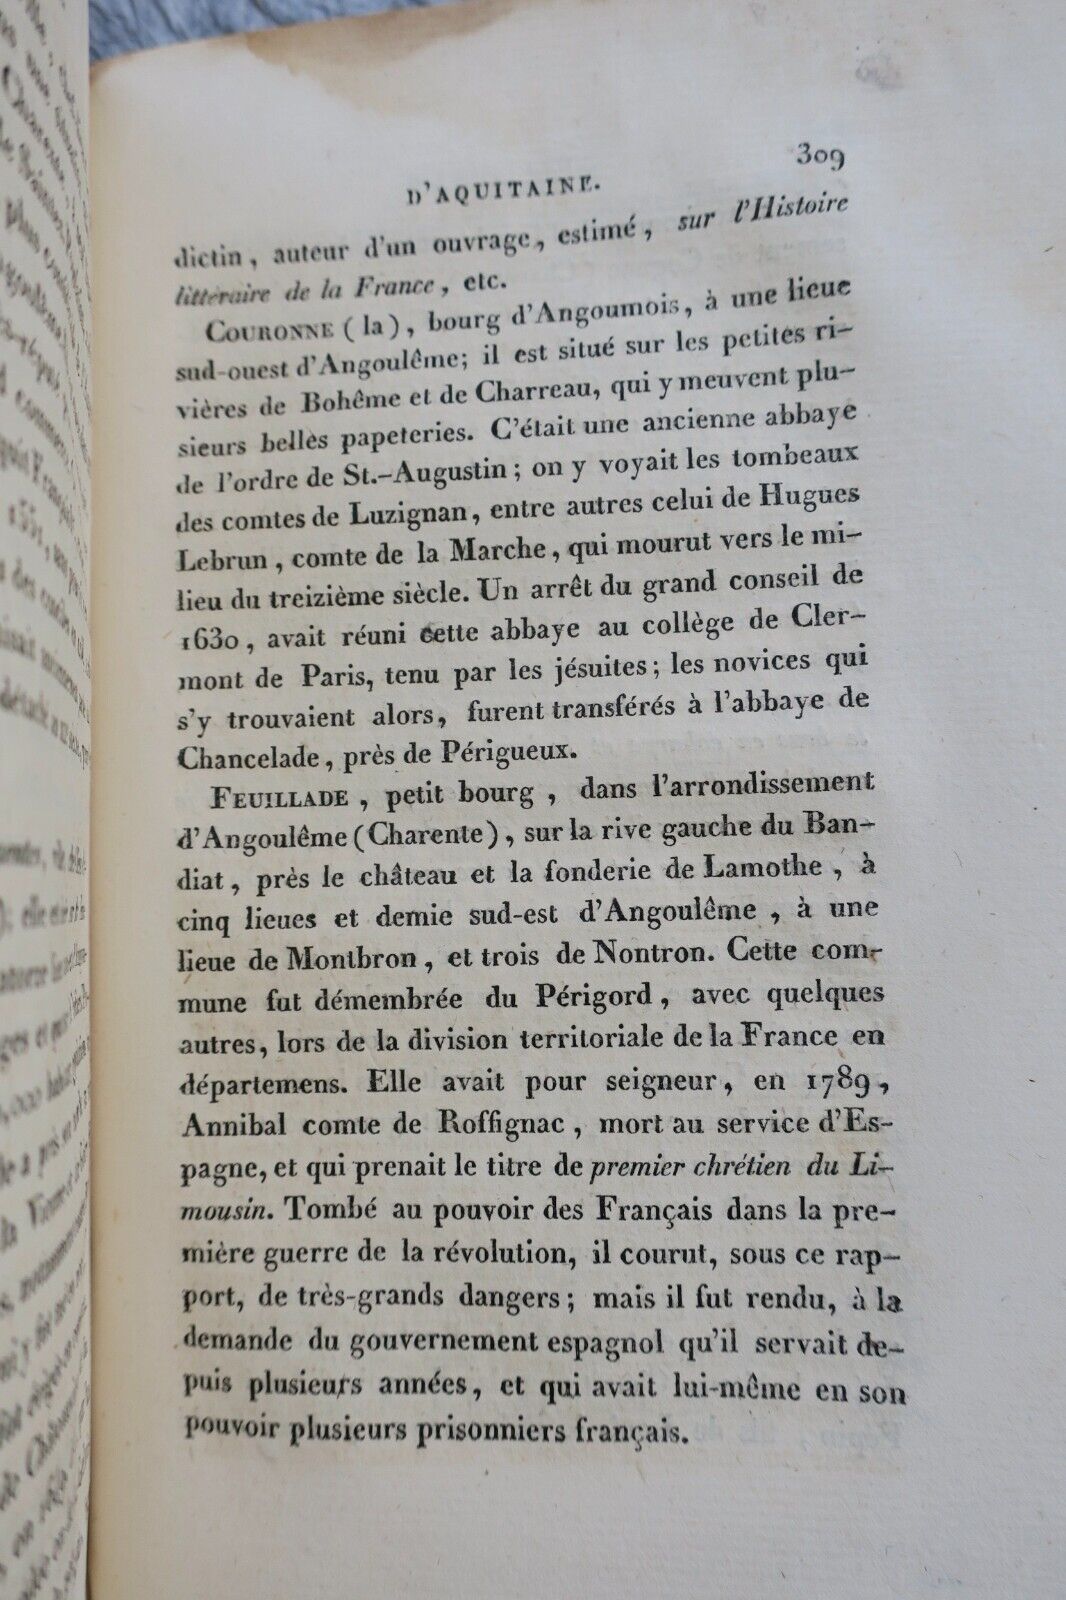 309
D'AQUITAINE.
dictin, auteur d'un ouvrage, estimé, sur l'Histoire
littéraire de la France, etc.
COURONNE (la), bourg d'Angoumois, à une lieue
sud-ouest d'Angoulême; il est situé sur les petites ri-
vières de Bohême et de Charreau, qui y meuvent plu-
sieurs belles papeteries. C'était une ancienne abbaye
de l'ordre de St.-Augustin; on y voyait les tombeaux
des comtes de Luzignan, entre autres celui de Hugues
Lebrun, comte de la Marche, qui mourut vers le mi-
lieu du treizième siècle. Un arrêt du grand conseil de
1630, avait réuni cette abbaye au collège de Cler-
mont de Paris, tenu par les jésuites; les novices qui
s'y trouvaient alors, furent transférés à l'abbaye de
Chancelade, près de Périgueux.
FEUILLADE, petit bourg, dans l'arrondissement
d'Angoulême (Charente), sur la rive gauche du Ban-
diat, près le château et la fonderie de Lamothe, à
cinq lieues et demie sud-est d'Angoulême, à une
lieue de Montbron, et trois de Nontron. Cette com-
mune fut démembrée du Périgord, avec quelques
autres, lors de la division territoriale de la France en
départemens. Elle avait pour seigneur, en 1789,
Annibal comte de Roffignac, mort au service d'Es-
pagne, et qui prenait le titre de premier chrétien du Li-
mousin. Tombé au pouvoir des Français dans la pre-
mière guerre de la révolution, il courut, sous ce rap-
port, de très-grands dangers; mais il fut rendu, à la
demande du gouvernement espagnol qu'il servait de-
puis plusieurs années, et qui avait lui-même en son
pouvoir plusieurs prisonniers français.